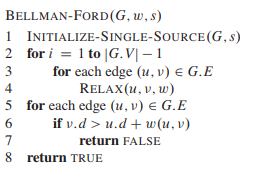 BELLMAN-FORD(G, w, s)
1 INITIALIZE-SINGLE-SOURCE(G, s)
2 for i = 1 to |G.V| − 1
3 for each edge (u, v) ∈ G.E
4 RELAX(u, v, w)
5 for each edge (u, v) ∈ G.E
6 if v.d > u.d + w(u, v)
7 return FALSE
8 return TRUE